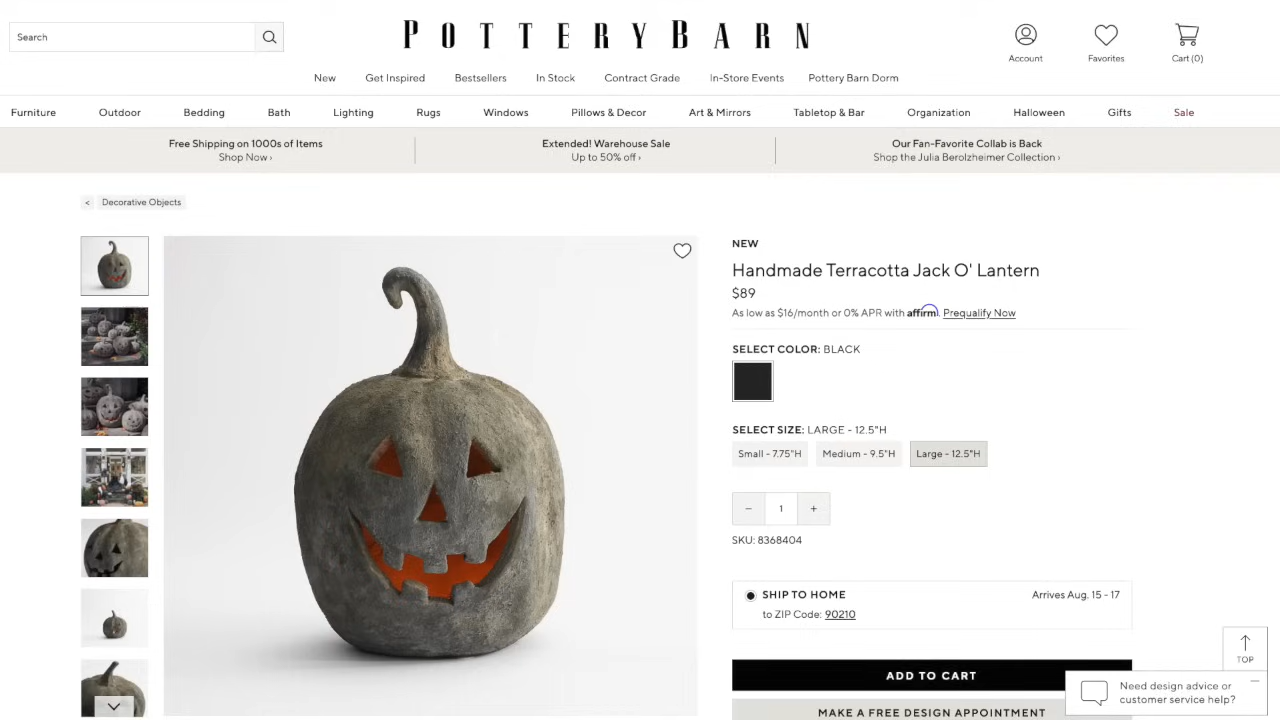 Search
POTTERYBARN
Account
Favorites
Cart (0)
New
Get Inspired
Bestsellers
In Stock
Contract Grade
In-Store Events
Pottery Barn Dorm
Furniture
Outdoor
Bedding
Bath
Lighting
Rugs
Windows
Pillows & Decor
Art & Mirrors
Tabletop & Bar
Organization
Halloween
Gifts
Sale
Free Shipping on 1000s of Items
Shop Now ›
Extended! Warehouse Sale
Up to 50% off ›
Our Fan-Favorite Collab is Back
Shop the Julia Berolzheimer Collection ›
< Decorative Objects
NEW
Handmade Terracotta Jack O' Lantern
$89
As low as $16/month or 0% APR with affirm. Prequalify Now
SELECT COLOR: BLACK
SELECT SIZE: LARGE - 12.5"H
Small - 7.75"H
Medium - 9.5"H
Large - 12.5"H
− 1 +
SKU: 8368404
SHIP TO HOME
Arrives Aug. 15 - 17
to ZIP Code: 90210
ADD TO CART
MAKE A FREE DESIGN APPOINTMENT
TOP
Need design advice or
customer service help?